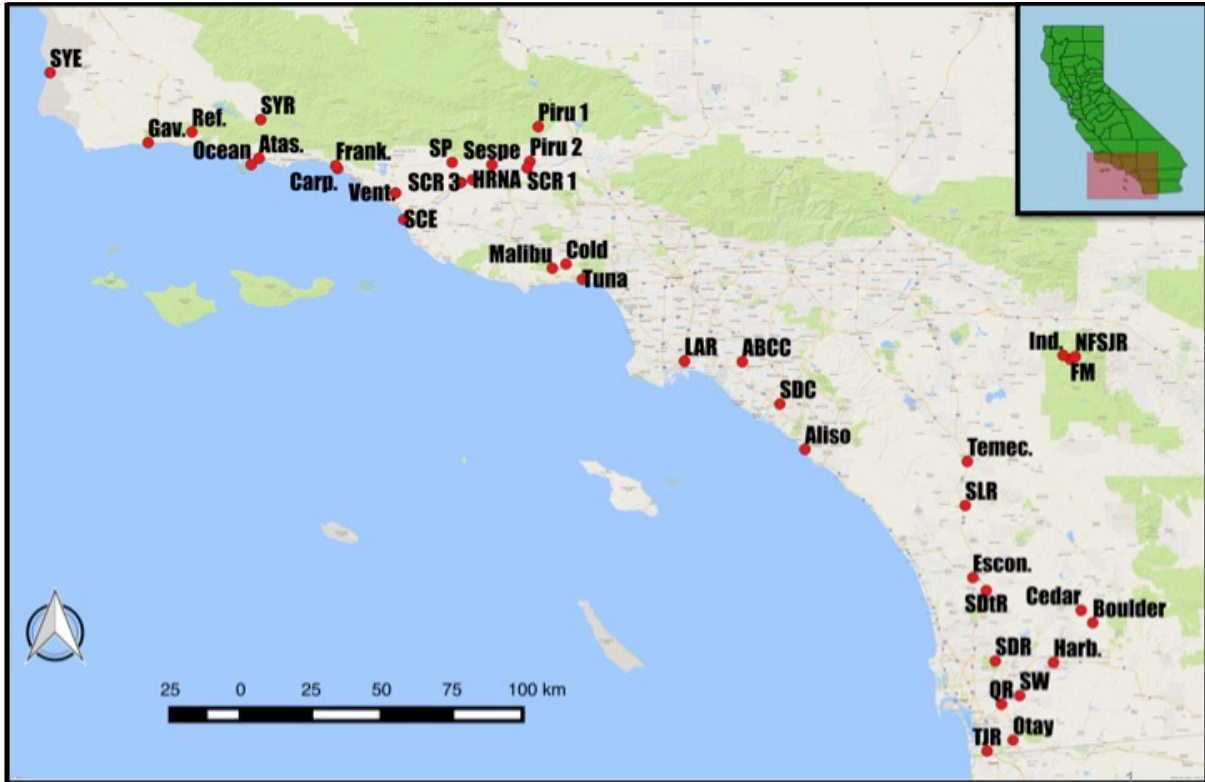 SYE
Piru 1
SYR
Ref.
Gav.
Atas.
Ocean
Frank.
SP
Sespe
Piru 2
Carp.
SCR 3
HRNA
SCR 1
Vent.
SCE
Malibu
Cold
Tuna
LAR
ABCC
Ind.
NFSJR
FM
SDC
Aliso
Temec.
SLR
Escon.
SDtR
Cedar
Boulder
SDR
Harb.
QR
SW
Otay
TJR
25 0 25 50 75 100 km